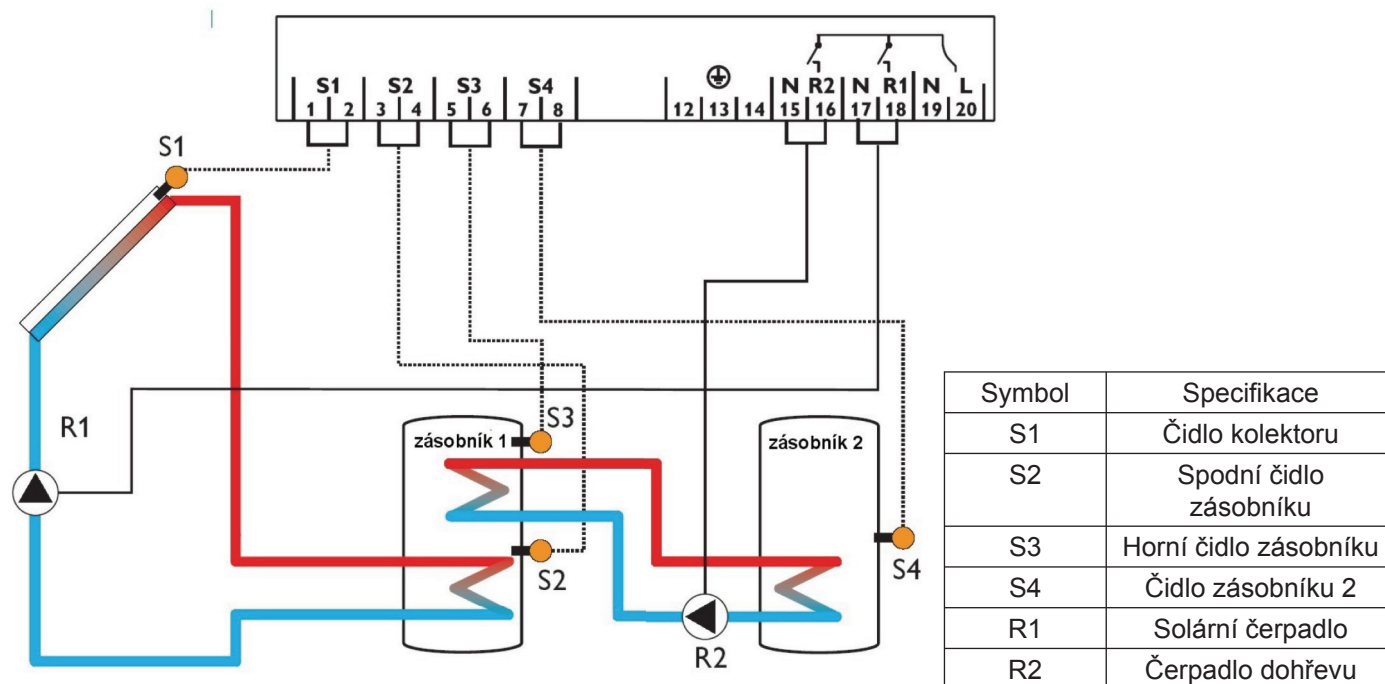 S1 S2 S3 S4 N R2 N R1 N L
1 2 3 4 5 6 7 8 12 13 14 15 16 17 18 19 20
S1
R1
zásobník 1
S3
S2
zásobník 2
S4
R2
Symbol Specifikace
S1 Čidlo kolektoru
S2 Spodní čidlo
zásobníku
S3 Horní čidlo zásobníku
S4 Čidlo zásobníku 2
R1 Solární čerpadlo
R2 Čerpadlo dohřevu